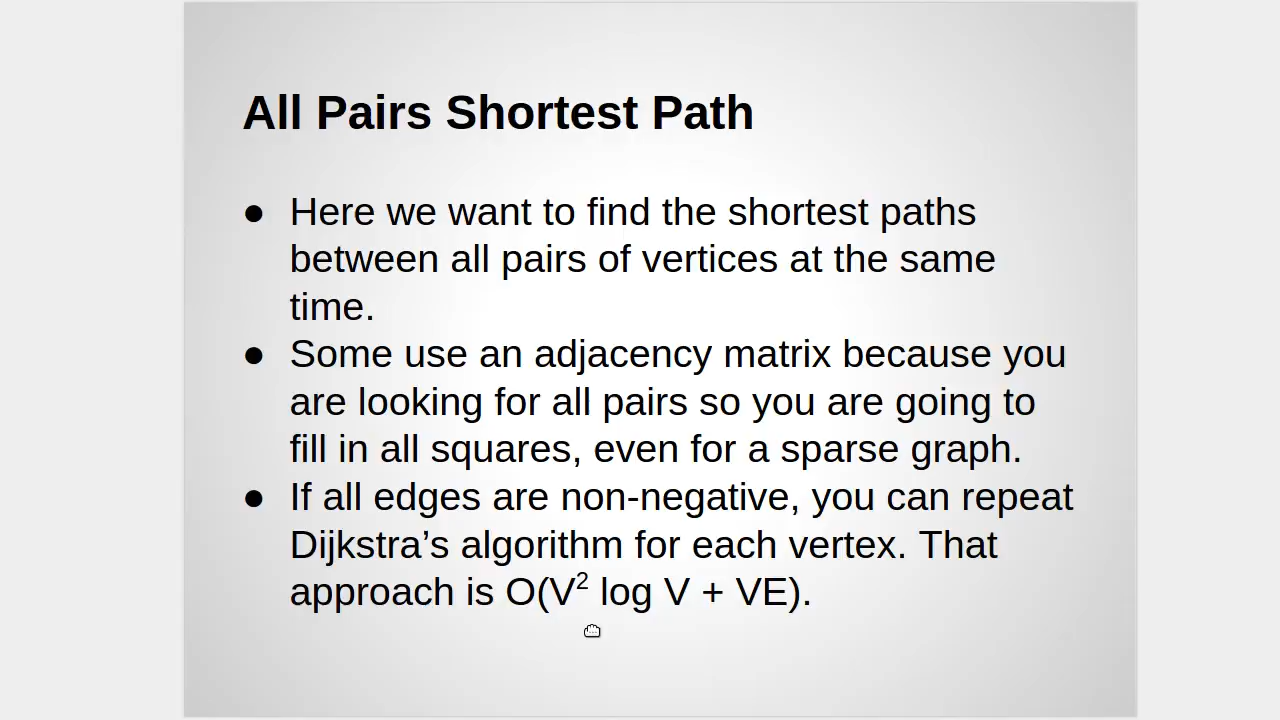 All Pairs Shortest Path
● Here we want to find the shortest paths
between all pairs of vertices at the same
time.
● Some use an adjacency matrix because you
are looking for all pairs so you are going to
fill in all squares, even for a sparse graph.
● If all edges are non-negative, you can repeat
Dijkstra’s algorithm for each vertex. That
approach is O(V² log V + VE).